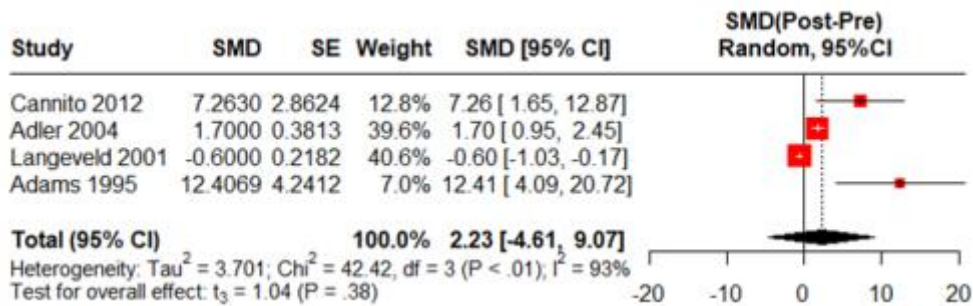 SMD(Post-Pre)
Study SMD SE Weight SMD [95% CI] Random, 95%CI
Cannito 2012 7.2630 2.8624 12.8% 7.26 [ 1.65, 12.87]
Adler 2004 1.7000 0.3813 39.6% 1.70 [ 0.95, 2.45]
Langeveld 2001 -0.6000 0.2182 40.6% -0.60 [-1.03, -0.17]
Adams 1995 12.4069 4.2412 7.0% 12.41 [ 4.09, 20.72]
Total (95% CI) 100.0% 2.23 [-4.61, 9.07]
Heterogeneity: Tau² = 3.701; Chi² = 42.42, df = 3 (P < .01); I² = 93%
Test for overall effect: t₃ = 1.04 (P = .38)
-20 -10 0 10 20